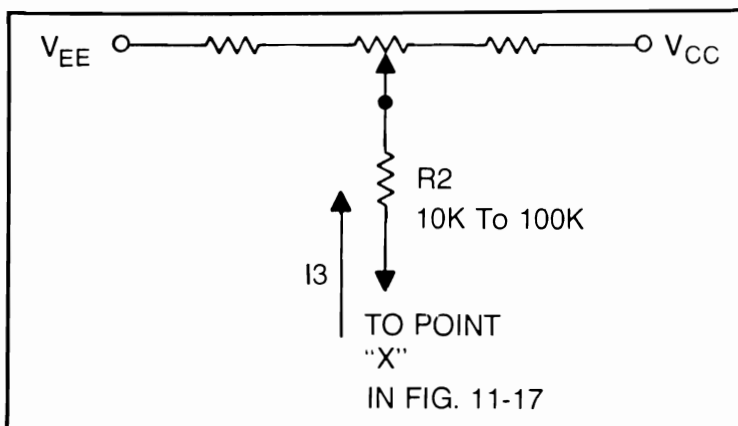 VEE
VCC
R2
10K To 100K
I3
TO POINT
"X"
IN FIG. 11-17